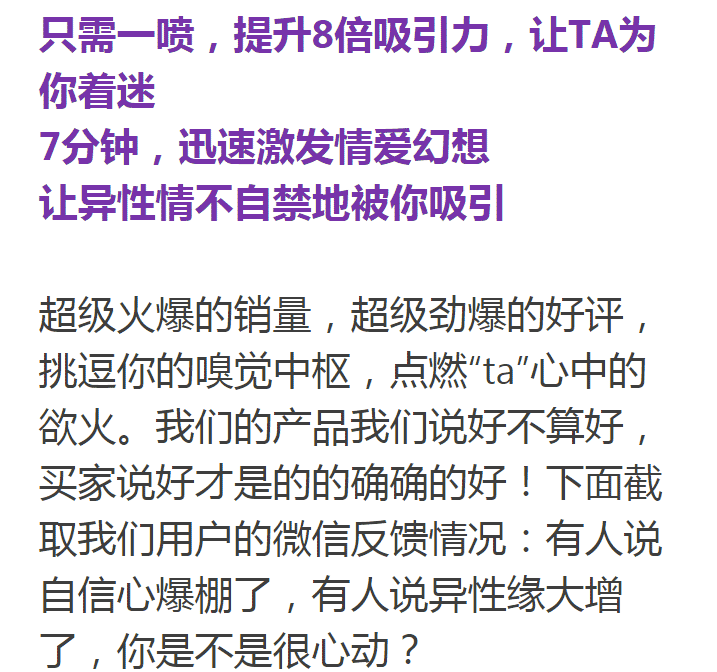 只需一喷，提升8倍吸引力，让TA为
你着迷
7分钟，迅速激发情爱幻想
让异性情不自禁地被你吸引
超级火爆的销量，超级劲爆的好评，
挑逗你的嗅觉中枢，点燃“ta”心中的
欲火。我们的产品我们说好不算好，
买家说好才是的的确确的好！下面截
取我们用户的微信反馈情况：有人说
自信心爆棚了，有人说异性缘大增
了，你是不是很心动？